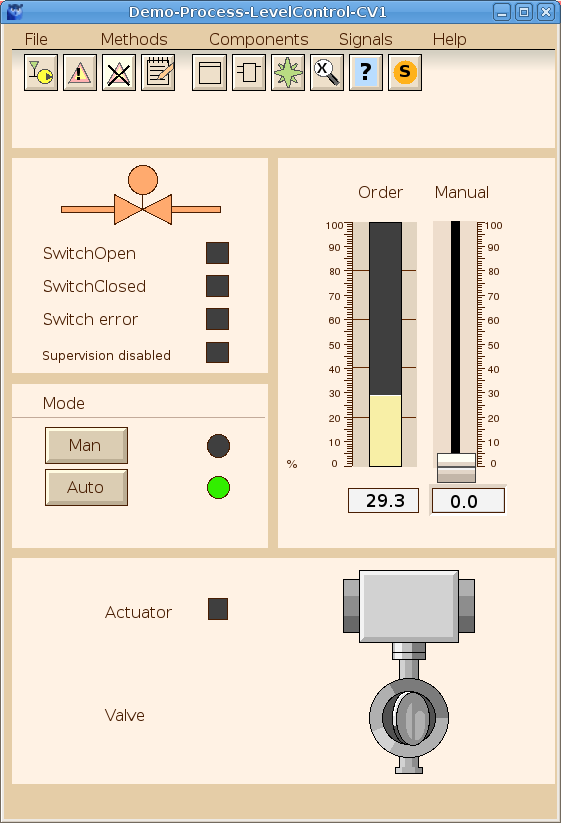 Demo-Process-LevelControl-CV1
File Methods Components Signals Help
! X ? S
Order Manual
SwitchOpen
SwitchClosed
Switch error
Supervision disabled
100 100
90 90
80 80
70 70
60 60
50 50
40 40
30 30
20 20
10 10
0 0
%
29.3 0.0
Mode
Man
Auto
Actuator
Valve